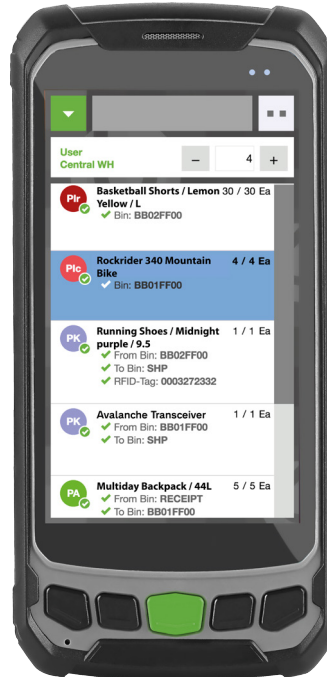 User
Central WH
− 4 +
Plr
Basketball Shorts / Lemon 30 / 30 Ea
Yellow / L
Bin: BB02FF00
Plc
Rockrider 340 Mountain 4 / 4 Ea
Bike
Bin: BB01FF00
PK
Running Shoes / Midnight 1 / 1 Ea
purple / 9.5
From Bin: BB02FF00
To Bin: SHP
RFID-Tag: 0003272332
PK
Avalanche Transceiver 1 / 1 Ea
From Bin: BB01FF00
To Bin: SHP
PA
Multiday Backpack / 44L 5 / 5 Ea
From Bin: RECEIPT
To Bin: BB01FF00